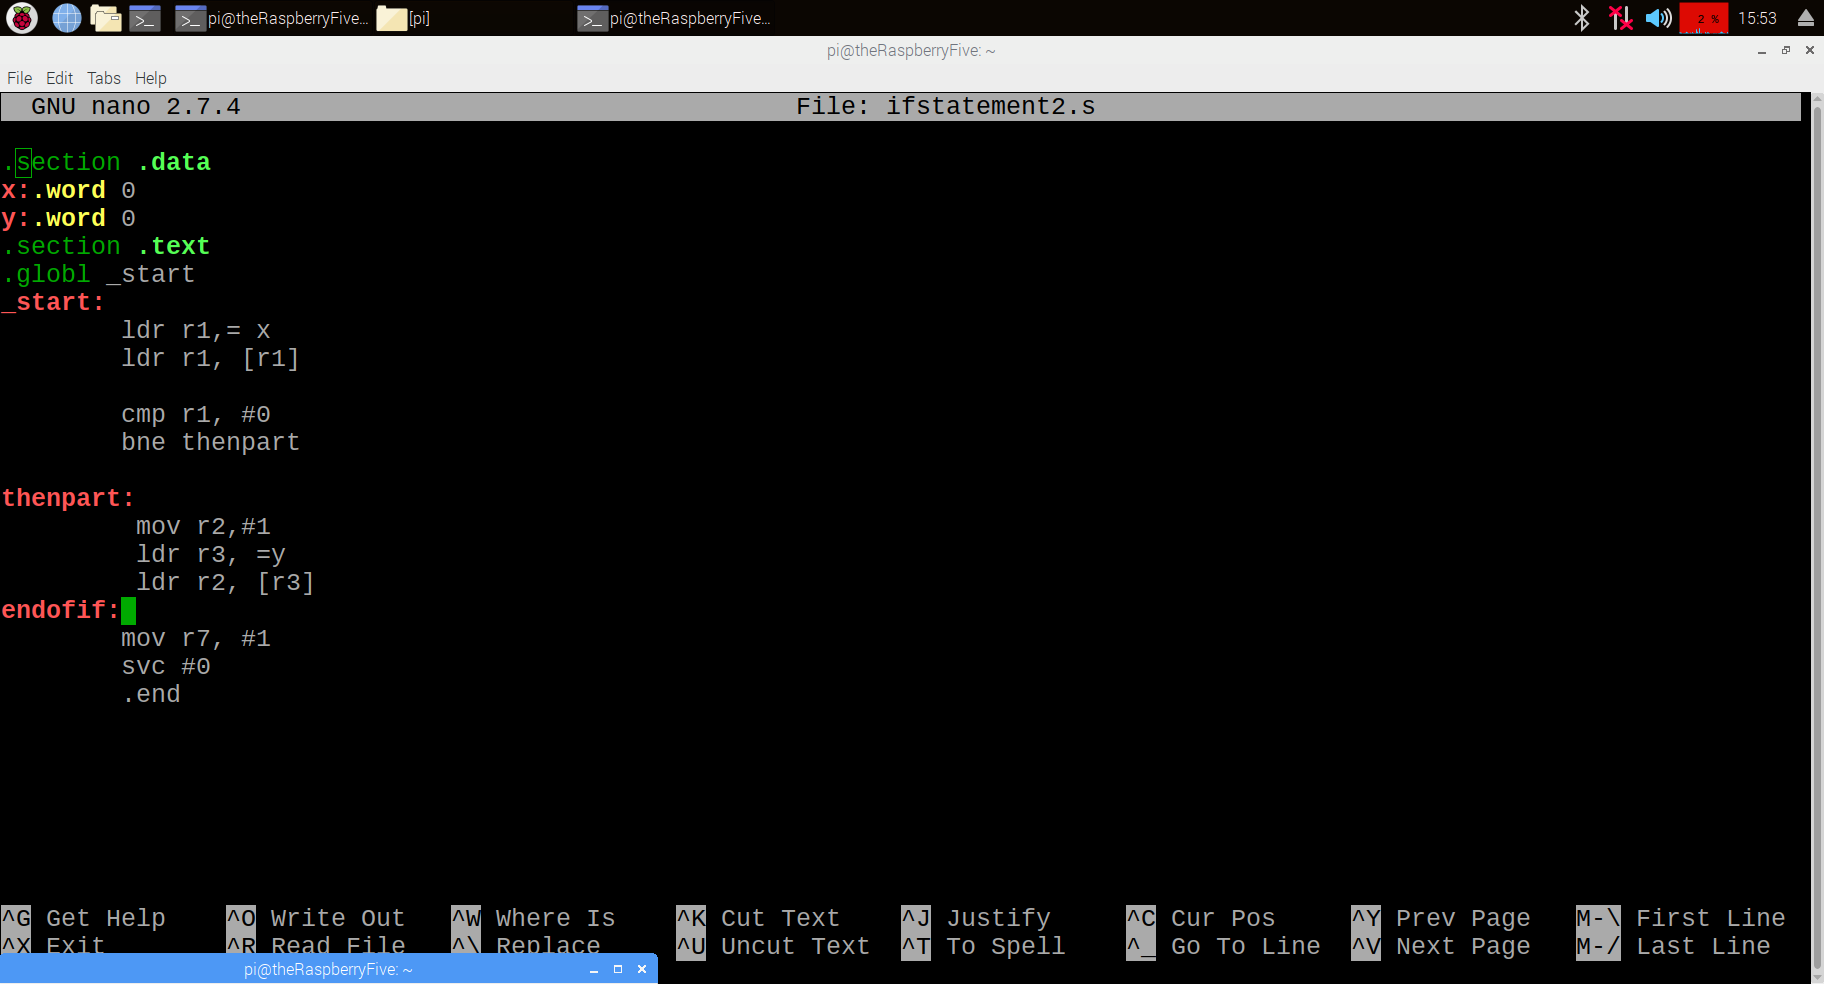 pi@theRaspberryFive... [pi] pi@theRaspberryFive... 2 % 15:53
pi@theRaspberryFive: ~
File Edit Tabs Help
GNU nano 2.7.4 File: ifstatement2.s
.section .data
x:.word 0
y:.word 0
.section .text
.globl _start
_start:
ldr r1,= x
ldr r1, [r1]
cmp r1, #0
bne thenpart
thenpart:
mov r2,#1
ldr r3, =y
ldr r2, [r3]
endofif:
mov r7, #1
svc #0
.end
^G Get Help ^O Write Out ^W Where Is ^K Cut Text ^J Justify ^C Cur Pos ^Y Prev Page M-\ First Line
^X Exit ^R Read File ^\ Replace ^U Uncut Text ^T To Spell ^_ Go To Line ^V Next Page M-/ Last Line
pi@theRaspberryFive: ~